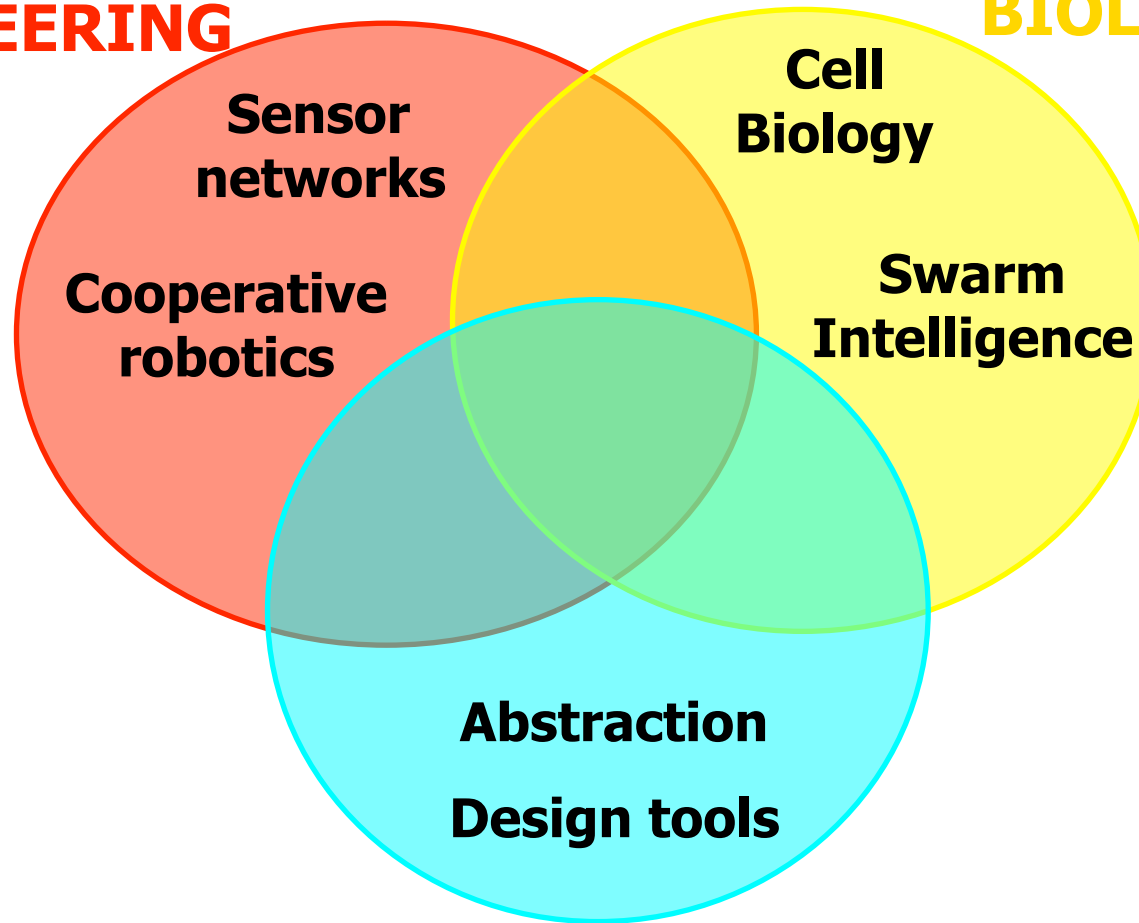 EERING
BIOL
Sensor
networks
Cell
Biology
Cooperative
robotics
Swarm
Intelligence
Abstraction
Design tools